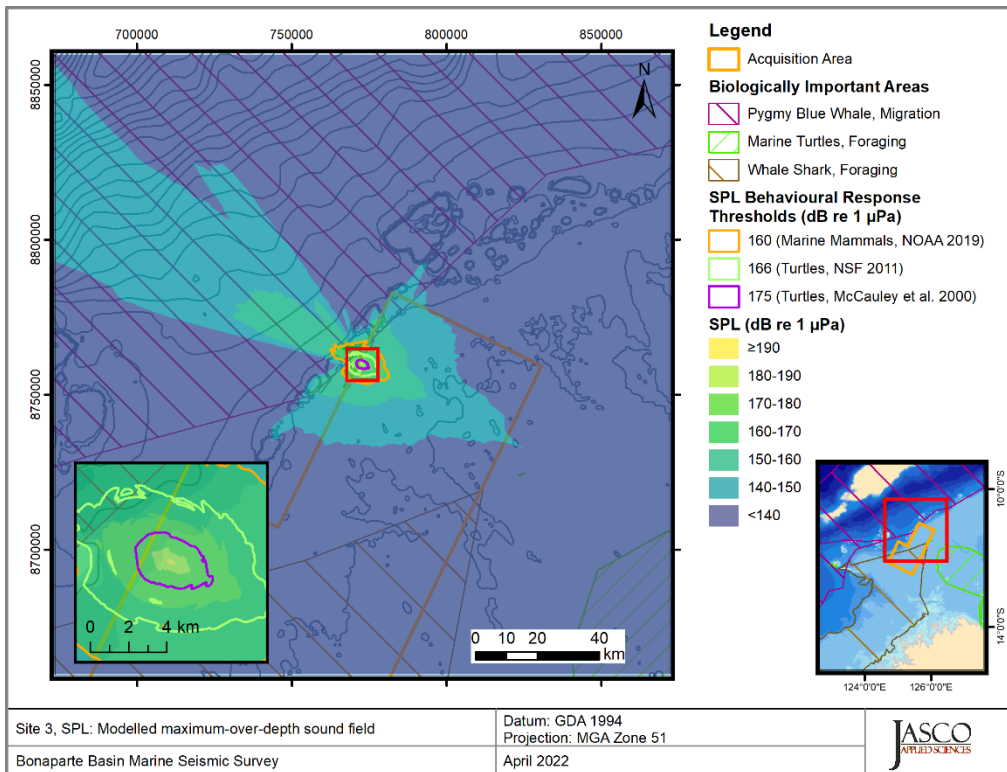 700000
750000
800000
850000
8850000
8800000
8750000
8700000
N
0 2 4 km
0 10 20 40
km
Legend
Acquisition Area
Biologically Important Areas
Pygmy Blue Whale, Migration
Marine Turtles, Foraging
Whale Shark, Foraging
SPL Behavioural Response
Thresholds (dB re 1 µPa)
160 (Marine Mammals, NOAA 2019)
166 (Turtles, NSF 2011)
175 (Turtles, McCauley et al. 2000)
SPL (dB re 1 µPa)
≥190
180-190
170-180
160-170
150-160
140-150
<140
10°0'0"S
14°0'0"S
124°0'0"E
126°0'0"E
Site 3, SPL: Modelled maximum-over-depth sound field
Datum: GDA 1994
Projection: MGA Zone 51
Bonaparte Basin Marine Seismic Survey
April 2022
JASCO
APPLIED SCIENCES